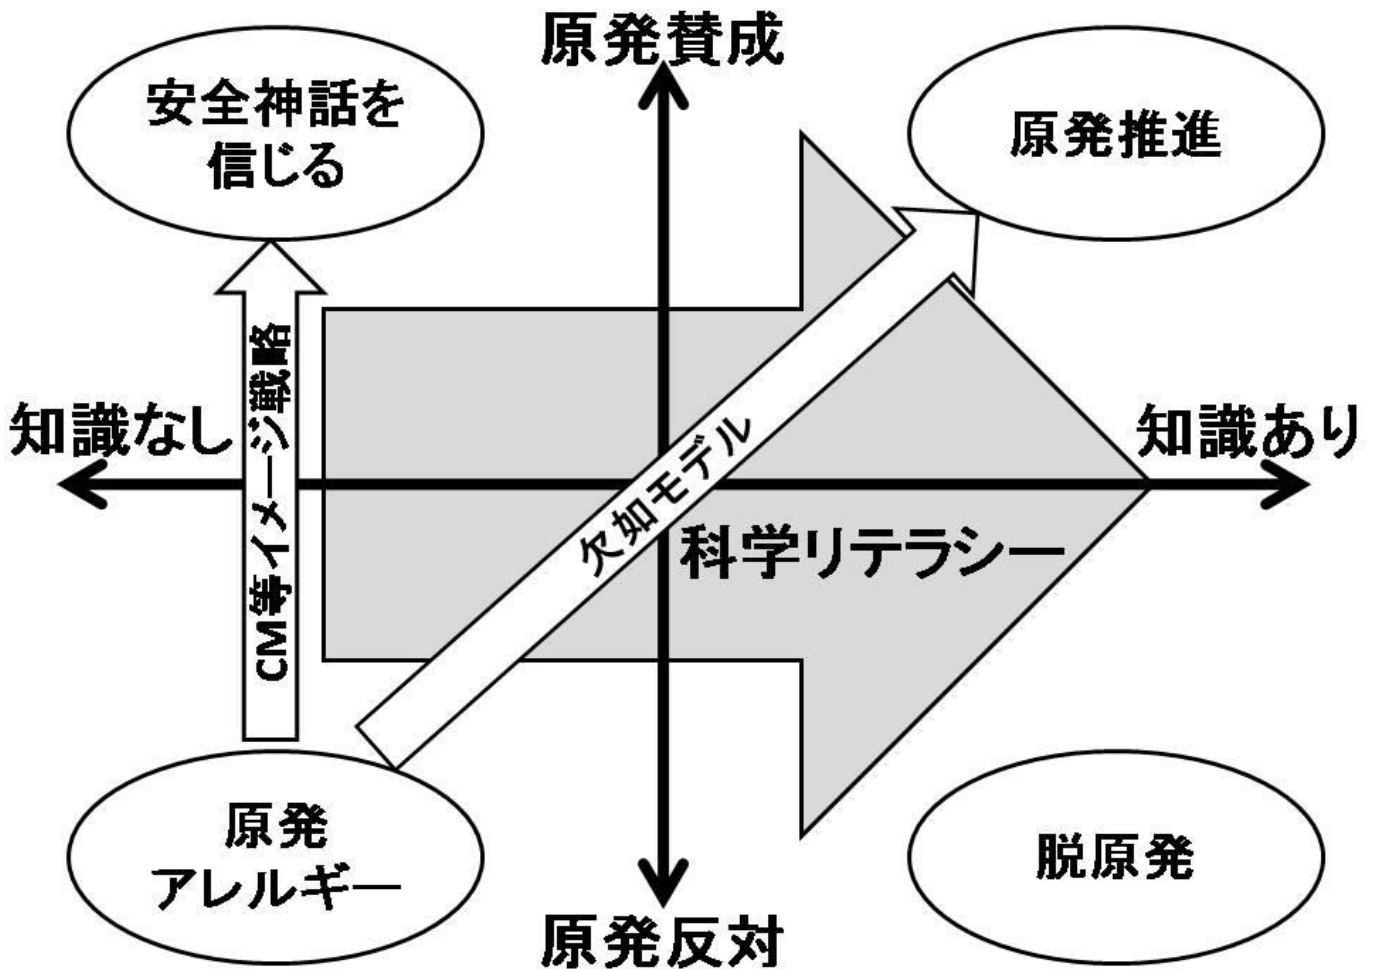 原発賛成
安全神話を
信じる
原発推進
CM等イメージ戦略
知識なし
知識あり
欠如モデル
科学リテラシー
原発
アレルギー
脱原発
原発反対